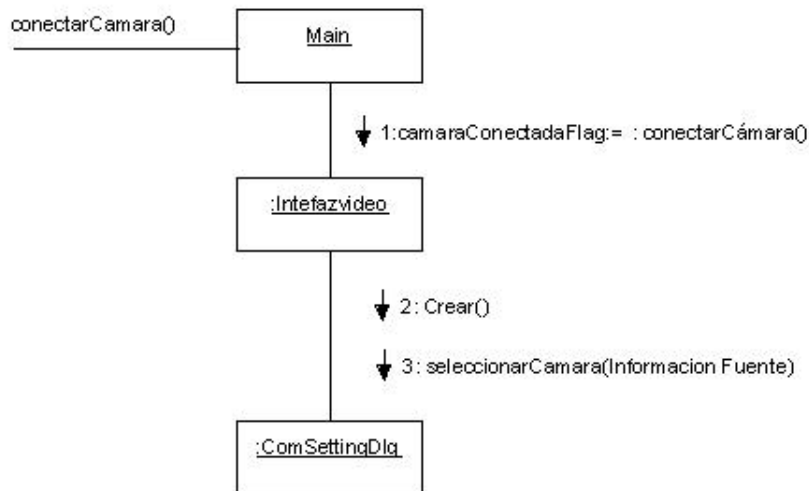 conectarCamara()
Main
1:camaraConectadaFlag:= : conectarCámara()
:Intefazvideo
2: Crear()
3: seleccionarCamara(Informacion Fuente)
:ComSettingDlg